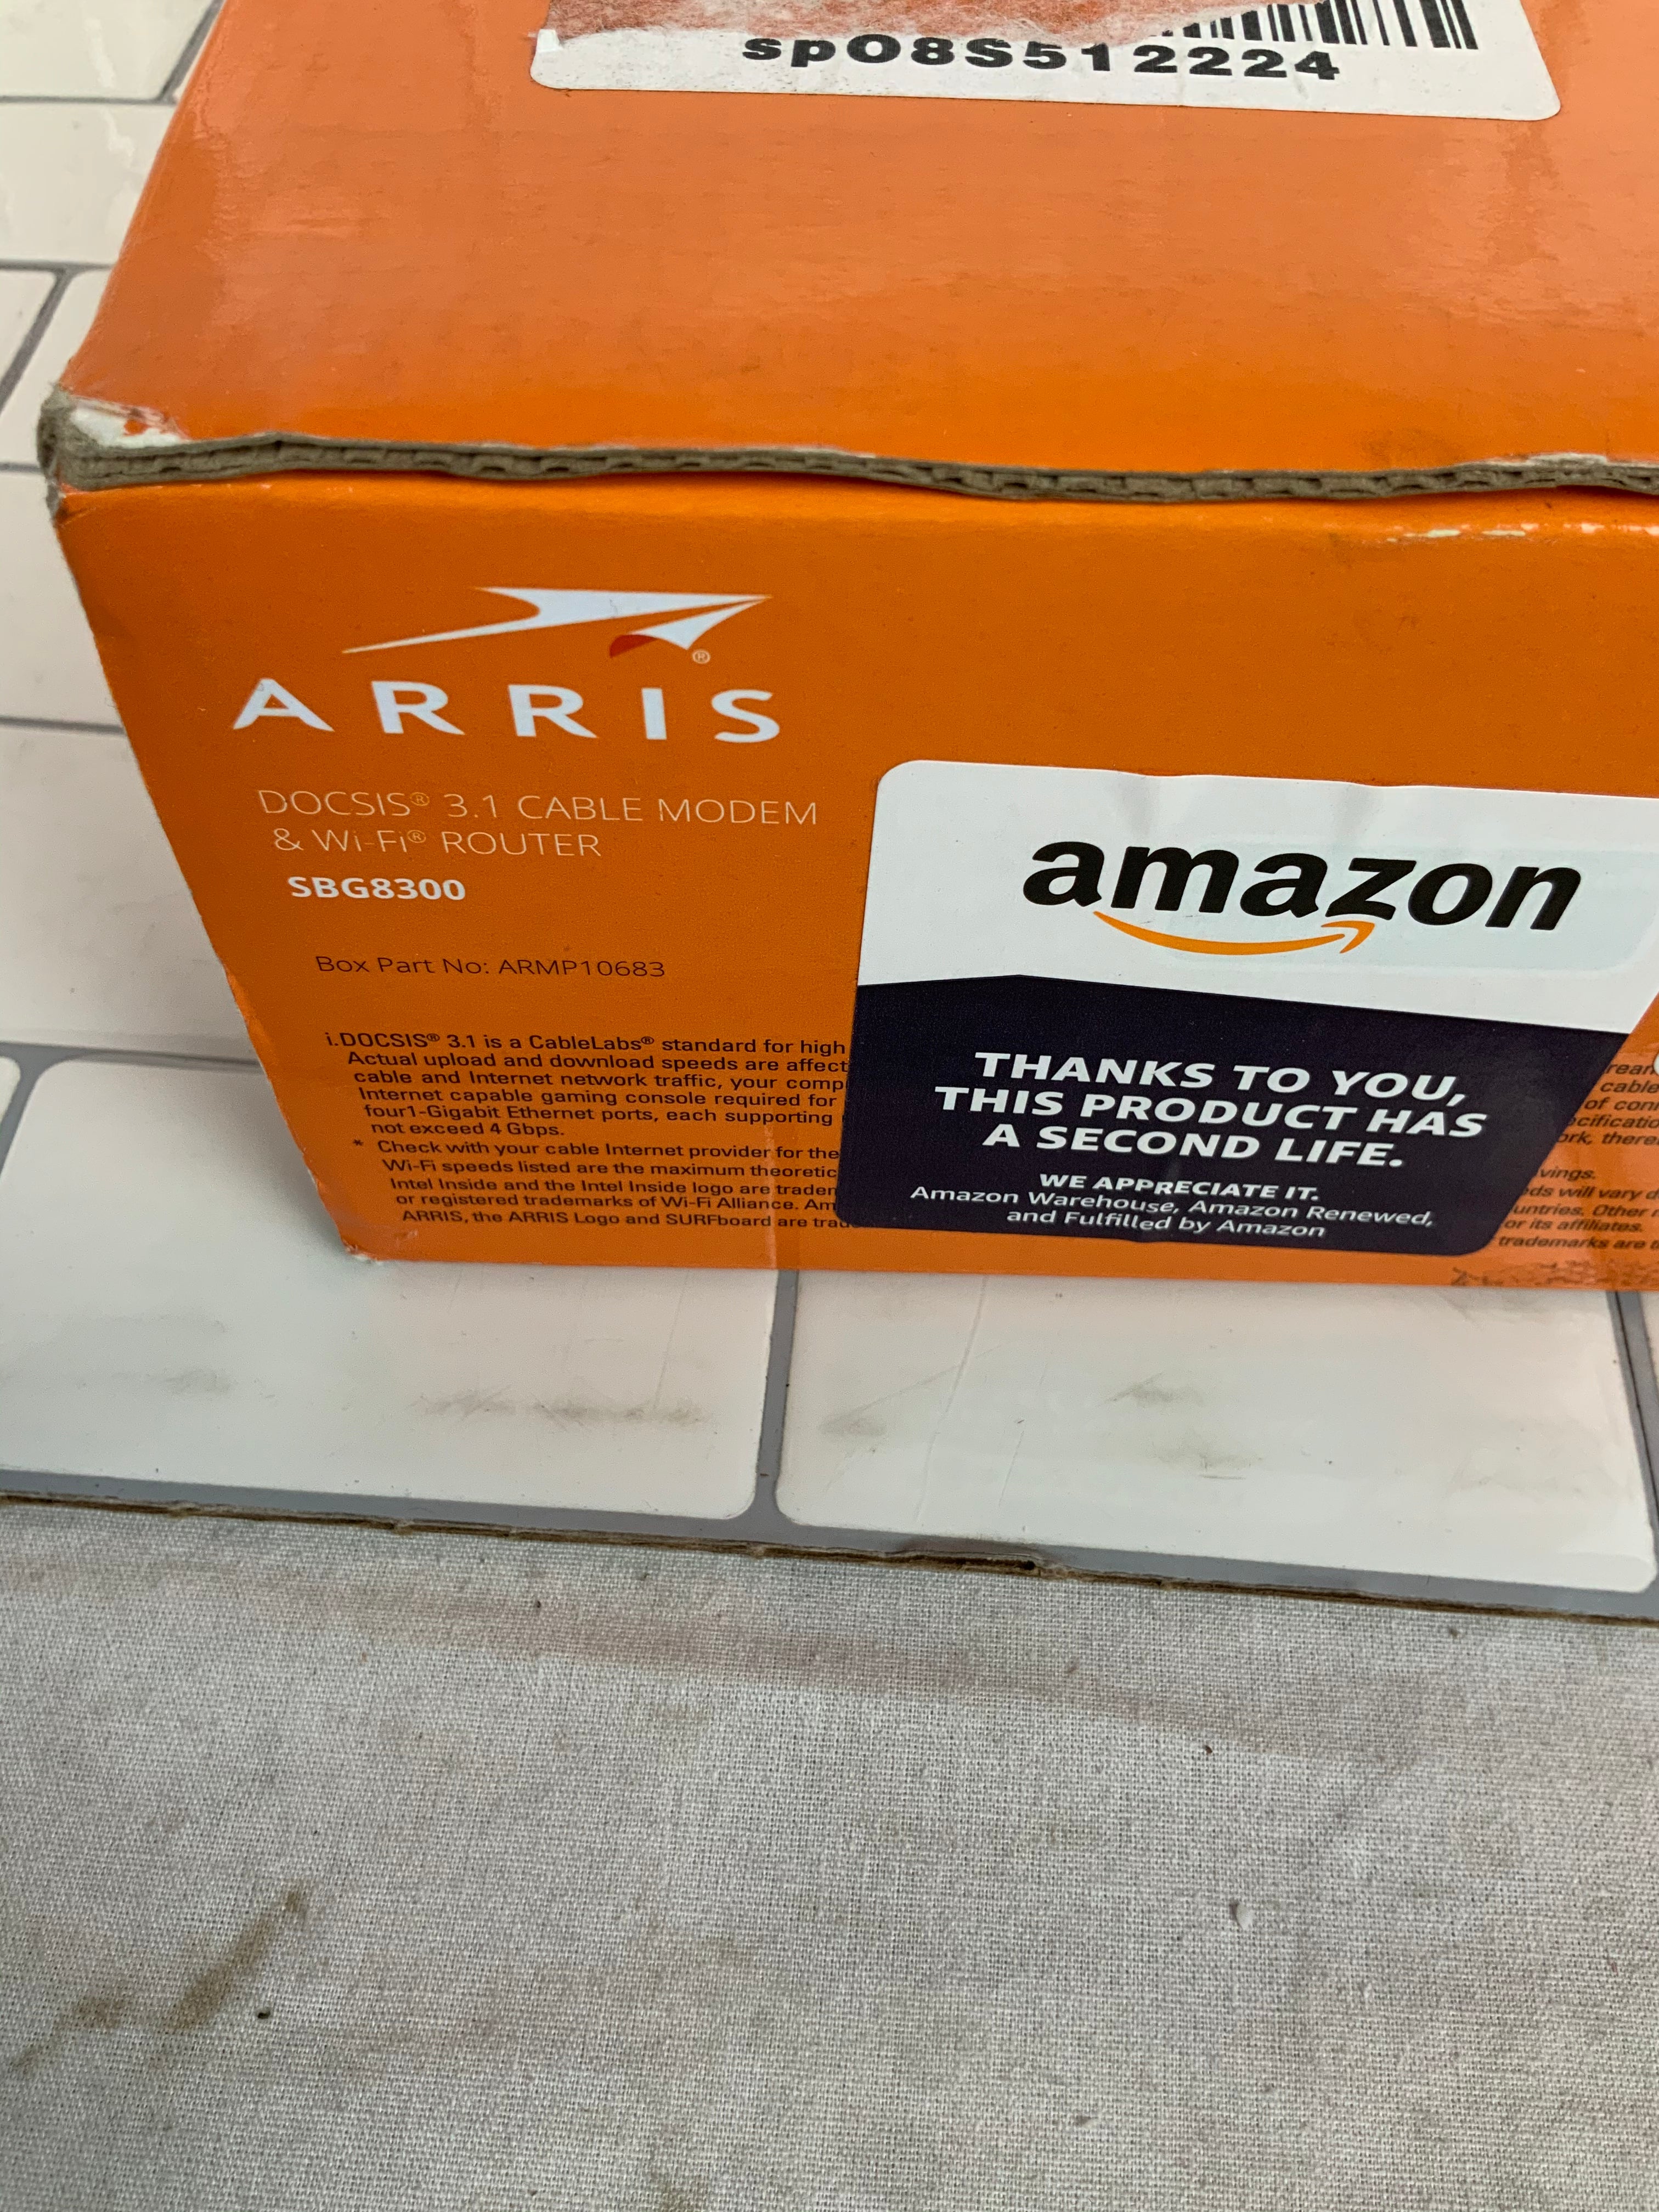 spO8S512224
ARRIS
DOCSIS® 3.1 CABLE MODEM
& Wi-Fi® ROUTER
SBG8300
Box Part No: ARMP10683
i.DOCSIS® 3.1 is a CableLabs® standard for high
Actual upload and download speeds are affect
cable and Internet network traffic, your comp
Internet capable gaming console required for
four1-Gigabit Ethernet ports, each supporting
not exceed 4 Gbps.
* Check with your cable Internet provider for the
Wi-Fi speeds listed are the maximum theoretic
Intel Inside and the Intel Inside logo are tradem
or registered trademarks of Wi-Fi Alliance. Am
ARRIS, the ARRIS Logo and SURFboard are trad
amazon
THANKS TO YOU,
THIS PRODUCT HAS
A SECOND LIFE.
WE APPRECIATE IT.
Amazon Warehouse, Amazon Renewed,
and Fulfilled by Amazon
ream
cable
of conn
ecificatio
ork, there
vings.
eds will vary d
untries. Other
or its affiliates.
trademarks are